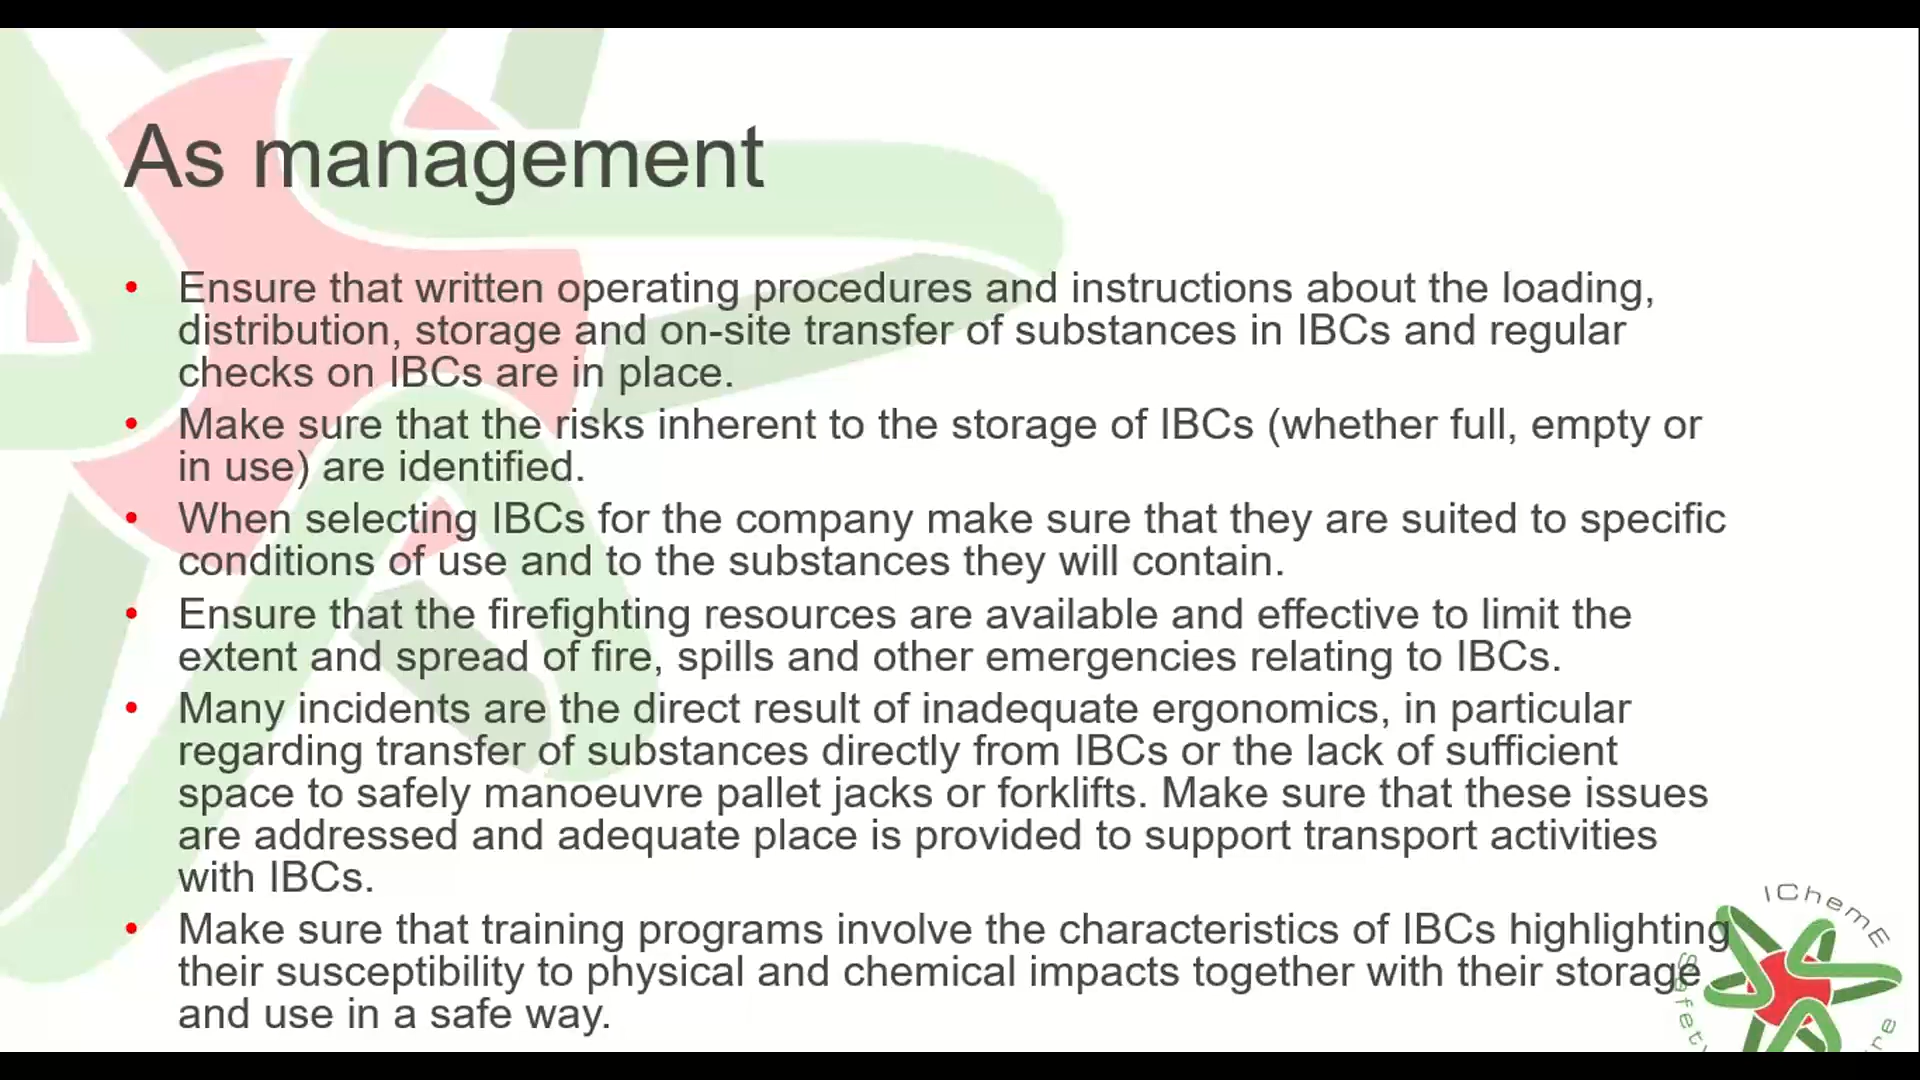 As management
• Ensure that written operating procedures and instructions about the loading,
distribution, storage and on-site transfer of substances in IBCs and regular
checks on IBCs are in place.
• Make sure that the risks inherent to the storage of IBCs (whether full, empty or
in use) are identified.
• When selecting IBCs for the company make sure that they are suited to specific
conditions of use and to the substances they will contain.
• Ensure that the firefighting resources are available and effective to limit the
extent and spread of fire, spills and other emergencies relating to IBCs.
• Many incidents are the direct result of inadequate ergonomics, in particular
regarding transfer of substances directly from IBCs or the lack of sufficient
space to safely manoeuvre pallet jacks or forklifts. Make sure that these issues
are addressed and adequate place is provided to support transport activities
with IBCs.
• Make sure that training programs involve the characteristics of IBCs highlighting
their susceptibility to physical and chemical impacts together with their storage
and use in a safe way.
IChemE